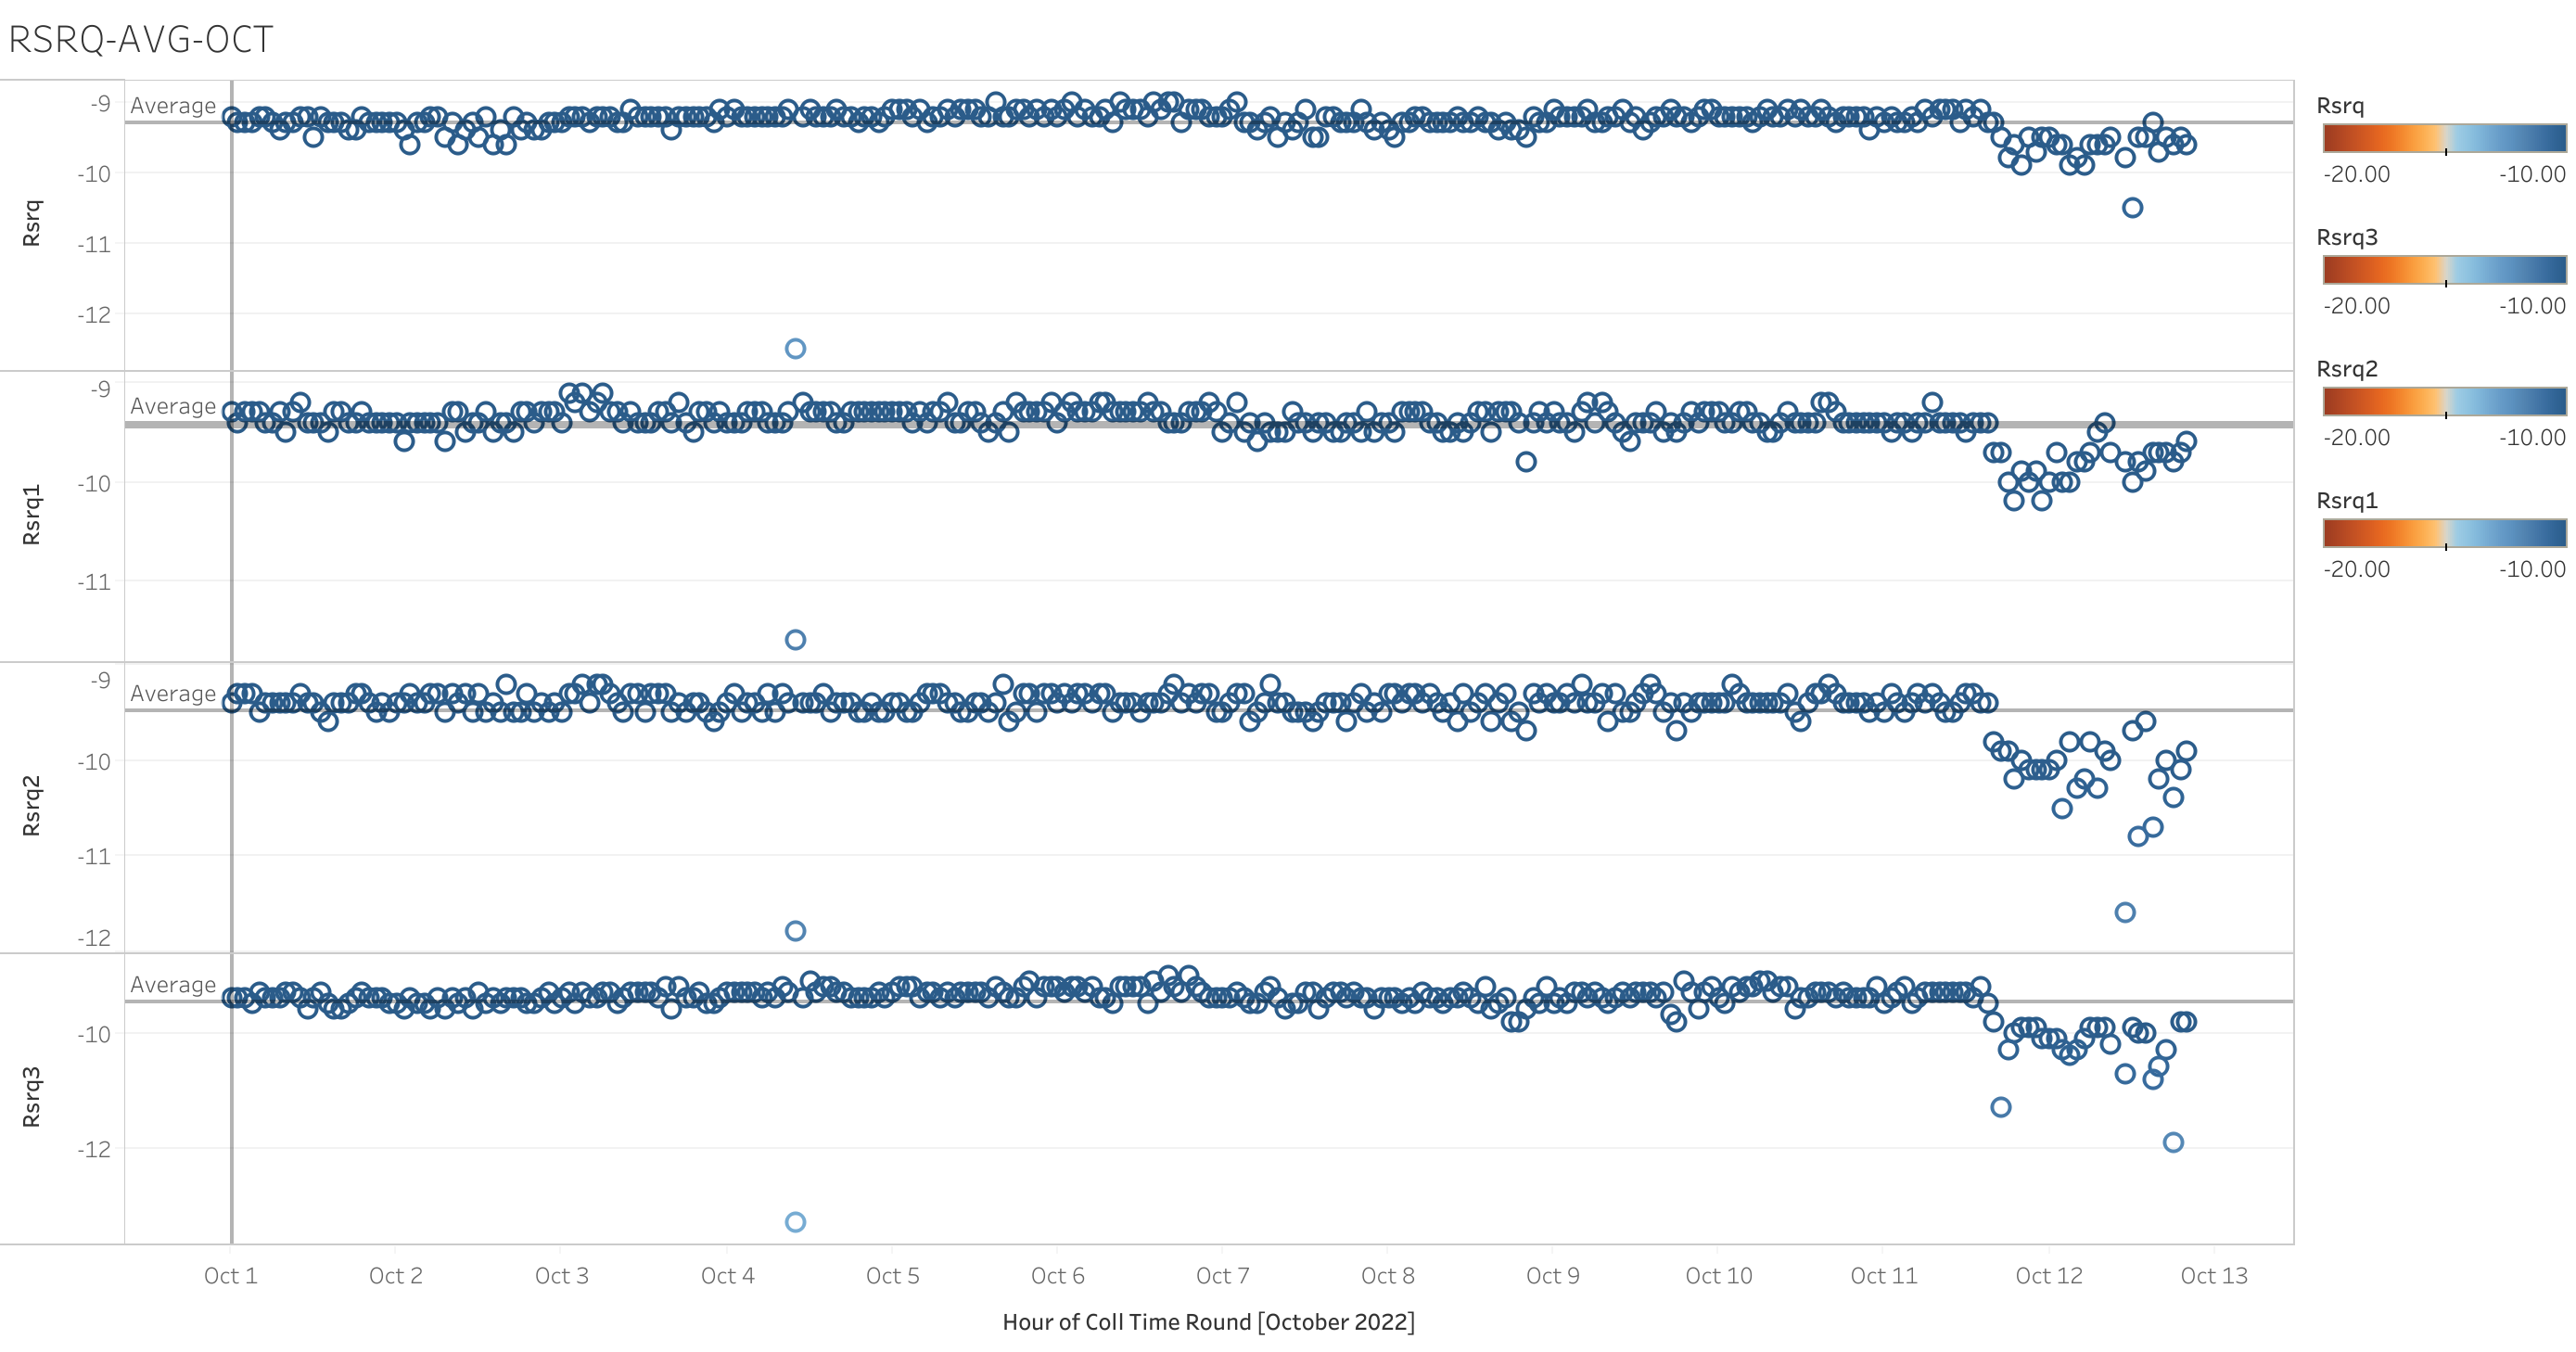 RSRQ-AVG-OCT
Rsrq
-9
Average
-10
-11
-12
Rsrq1
-9
Average
-10
-11
Rsrq2
-9
Average
-10
-11
-12
Rsrq3
Average
-10
-12
Oct 1 Oct 2 Oct 3 Oct 4 Oct 5 Oct 6 Oct 7 Oct 8 Oct 9 Oct 10 Oct 11 Oct 12 Oct 13
Hour of Coll Time Round [October 2022]
Rsrq
-20.00 -10.00
Rsrq3
-20.00 -10.00
Rsrq2
-20.00 -10.00
Rsrq1
-20.00 -10.00